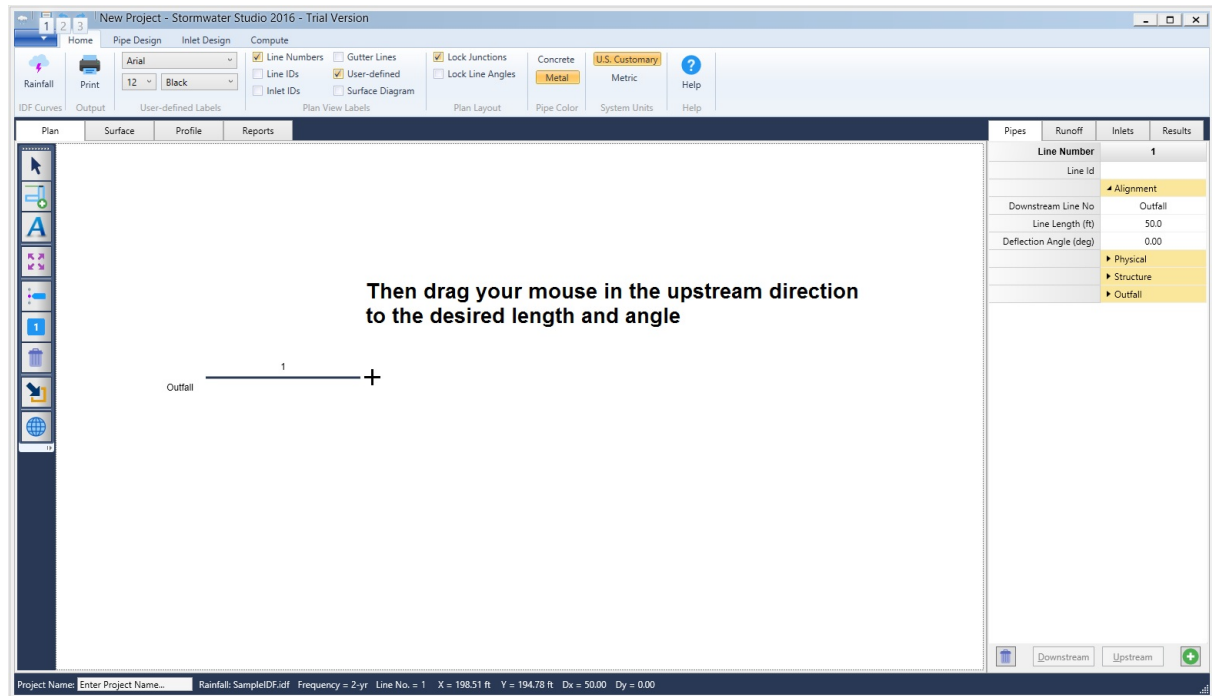 New Project - Stormwater Studio 2016 - Trial Version
1 2 3
Home Pipe Design Inlet Design Compute
Rainfall
IDF Curves
Print
Output
Arial
12 Black
User-defined Labels
Line Numbers Gutter Lines
Line IDs User-defined
Inlet IDs Surface Diagram
Plan View Labels
Lock Junctions
Lock Line Angles
Plan Layout
Concrete
Metal
Pipe Color
U.S. Customary
Metric
System Units
Help
Help
Plan Surface Profile Reports
A
1
Then drag your mouse in the upstream direction
to the desired length and angle
1
Outfall
Pipes Runoff Inlets Results
Line Number 1
Line Id
Alignment
Downstream Line No Outfall
Line Length (ft) 50.0
Deflection Angle (deg) 0.00
Physical
Structure
Outfall
Downstream Upstream
Project Name: Enter Project Name... Rainfall: SampleIDF.idf Frequency = 2-yr Line No. = 1 X = 198.51 ft Y = 194.78 ft Dx = 50.00 Dy = 0.00